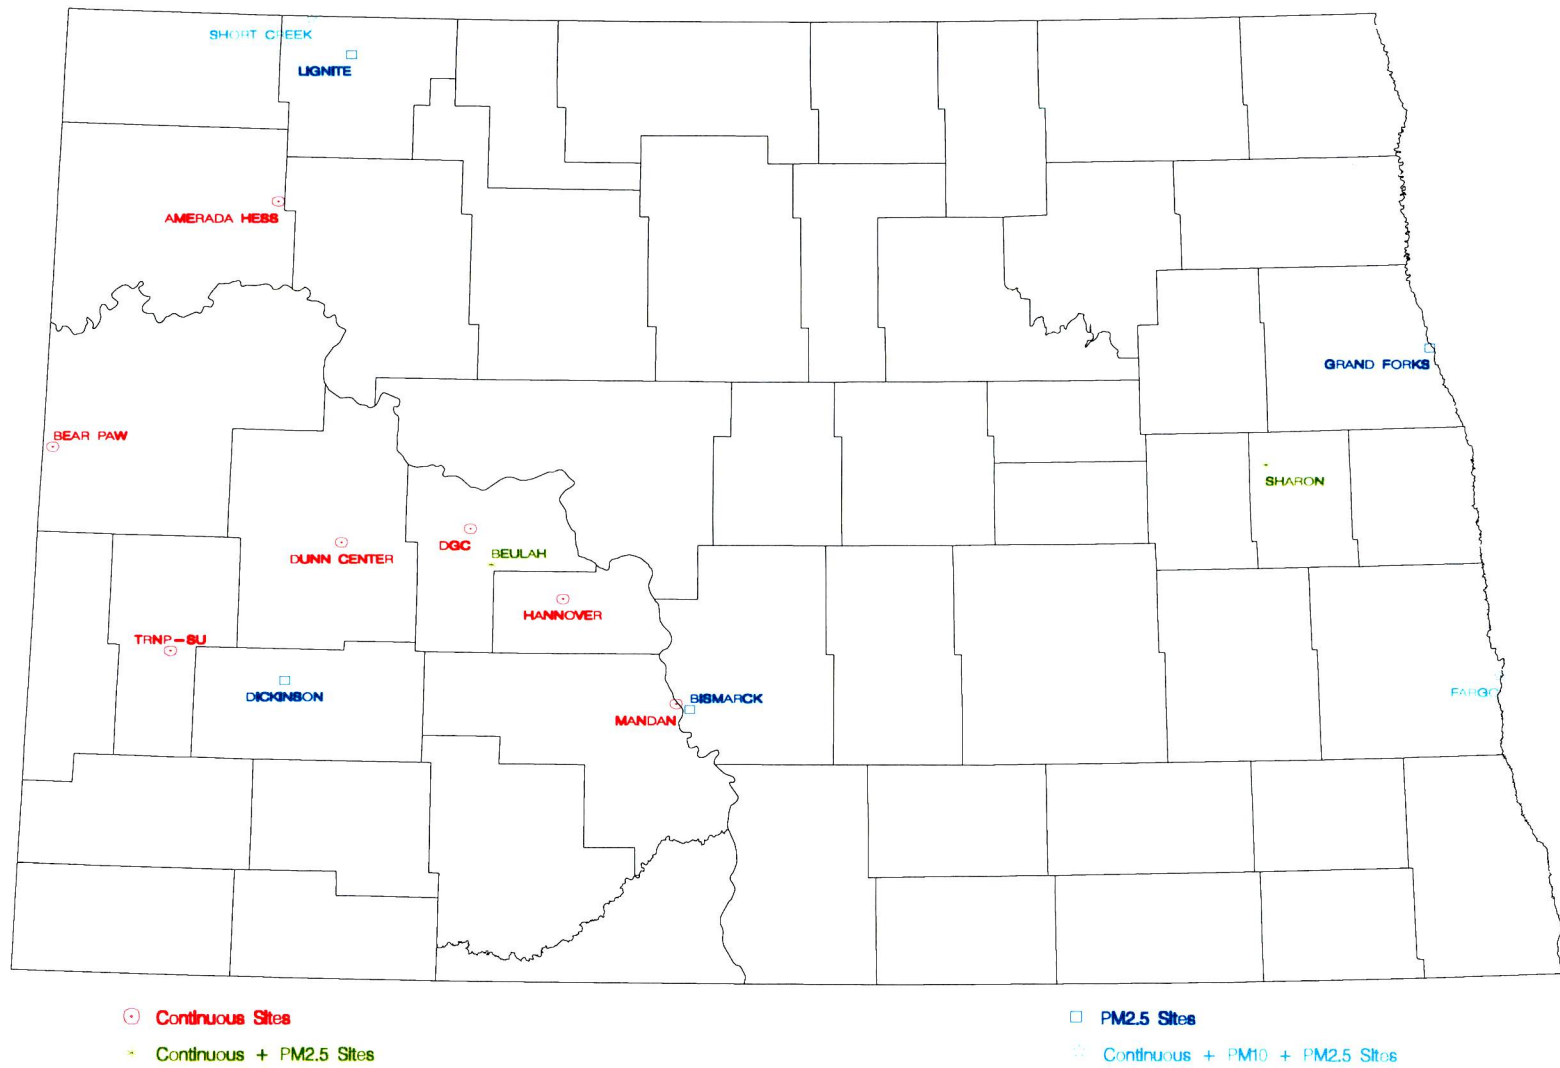 SHORT CREEK
LIGNITE
AMERADA HESS
GRAND FORKS
BEAR PAW
SHARON
DGC
BEULAH
DUNN CENTER
HANNOVER
TRNP-SU
DICKINSON
BISMARCK
FARGO
MANDAN
Continuous Sites
PM2.5 Sites
Continuous + PM2.5 Sites
Continuous + PM10 + PM2.5 Sites